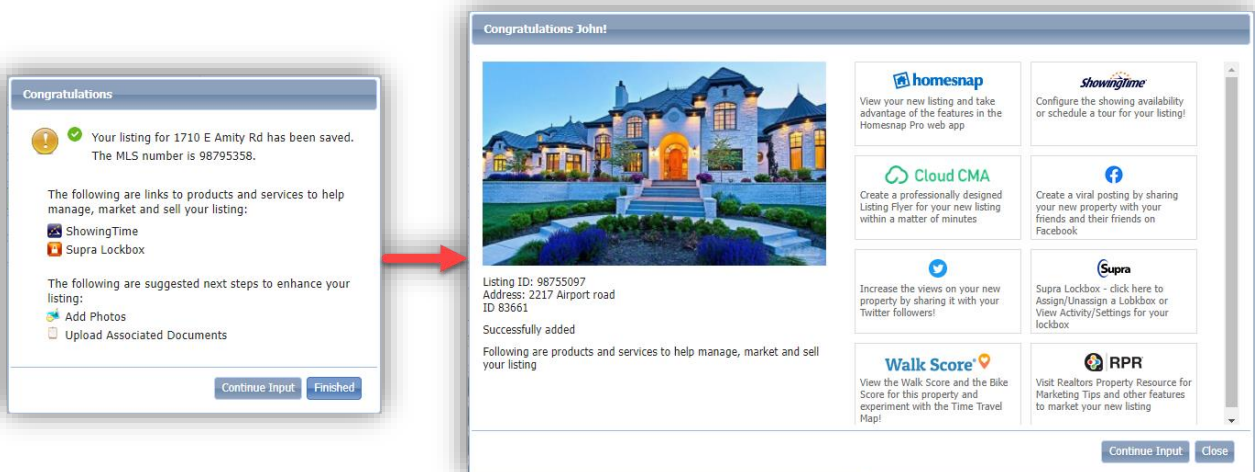 Congratulations
Your listing for 1710 E Amity Rd has been saved.
The MLS number is 98795358.
The following are links to products and services to help
manage, market and sell your listing:
ShowingTime
Supra Lockbox
The following are suggested next steps to enhance your
listing:
Add Photos
Upload Associated Documents
Continue Input
Finished
Congratulations John!
Listing ID: 98755097
Address: 2217 Airport road
ID 83661
Successfully added
Following are products and services to help manage, market and sell
your listing
homesnap
View your new listing and take
advantage of the features in the
Homesnap Pro web app
ShowingTime
Configure the showing availability
or schedule a tour for your listing!
Cloud CMA
Create a professionally designed
Listing Flyer for your new listing
within a matter of minutes
Create a viral posting by sharing
your new property with your
friends and their friends on
Facebook
Increase the views on your new
property by sharing it with your
Twitter followers!
Supra
Supra Lockbox - click here to
Assign/Unassign a Lobkbox or
View Activity/Settings for your
lockbox
Walk Score
View the Walk Score and the Bike
Score for this property and
experiment with the Time Travel
Map!
RPR
Visit Realtors Property Resource for
Marketing Tips and other features
to market your new listing
Continue Input
Close